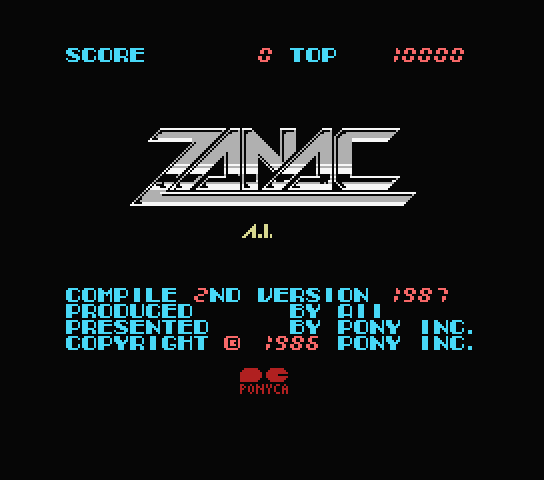 SCORE 0 TOP 10000
ZANAC
A.I.
COMPILE 2ND VERSION 1987
PRODUCED BY AII
PRESENTED BY PONY INC.
COPYRIGHT © 1986 PONY INC.
PONYCA